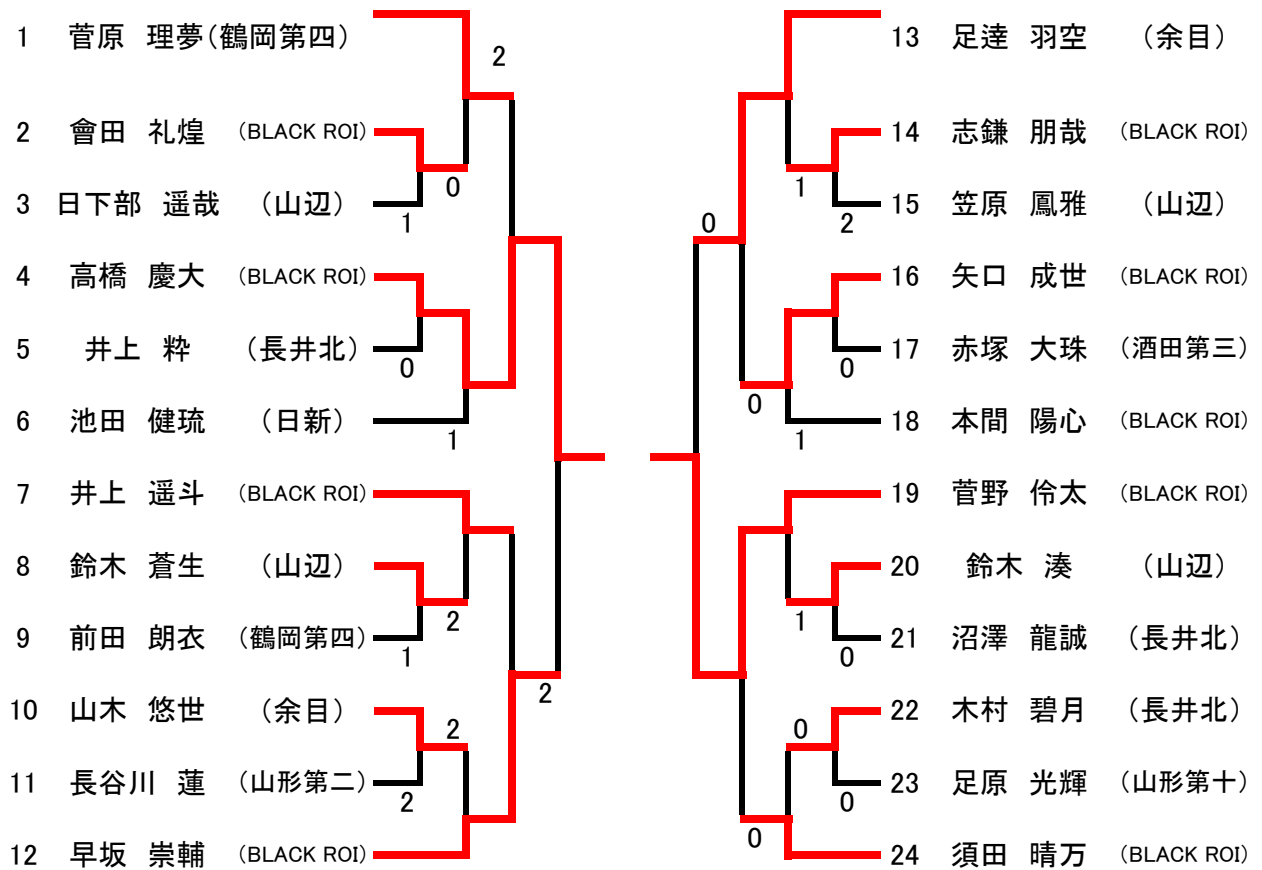 1 菅原 理夢(鶴岡第四)
2
13 足達 羽空 (余目)
2 會田 礼煌 (BLACK ROI)
0
14 志鎌 朋哉 (BLACK ROI)
1
3 日下部 遥哉 (山辺)
1
15 笠原 鳳雅 (山辺)
2
0
4 高橋 慶大 (BLACK ROI)
16 矢口 成世 (BLACK ROI)
5 井上 粋 (長井北)
0
17 赤塚 大珠 (酒田第三)
0
0
6 池田 健琉 (日新)
1
18 本間 陽心 (BLACK ROI)
1
7 井上 遥斗 (BLACK ROI)
19 菅野 伶太 (BLACK ROI)
8 鈴木 蒼生 (山辺)
2
20 鈴木 湊 (山辺)
1
9 前田 朗衣 (鶴岡第四)
1
21 沼澤 龍誠 (長井北)
0
2
10 山木 悠世 (余目)
2
22 木村 碧月 (長井北)
0
11 長谷川 蓮 (山形第二)
2
23 足原 光輝 (山形第十)
0
0
12 早坂 崇輔 (BLACK ROI)
24 須田 晴万 (BLACK ROI)